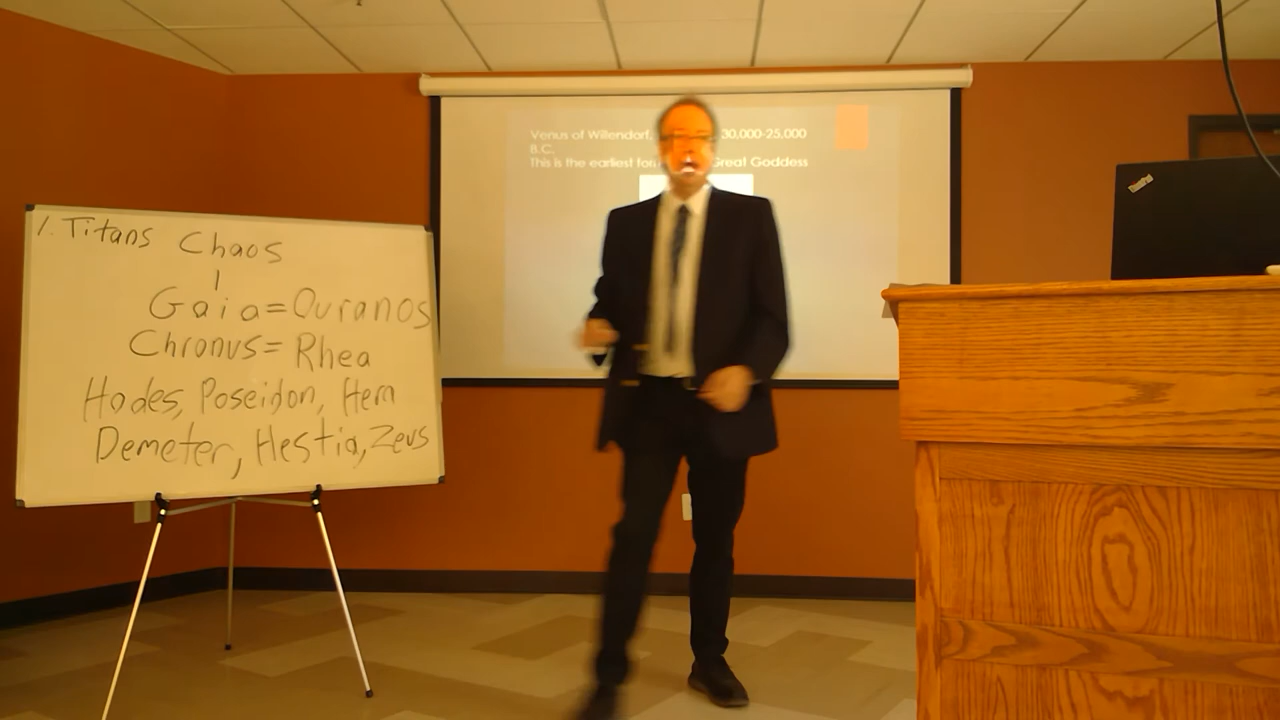 1. Titans Chaos
Gaia=Ouranos
Chronus=Rhea
Hades, Poseidon, Hera
Demeter, Hestia, Zeus
Venus of Willendorf, 30,000-25,000
B.C.
This is the earliest Great Goddess